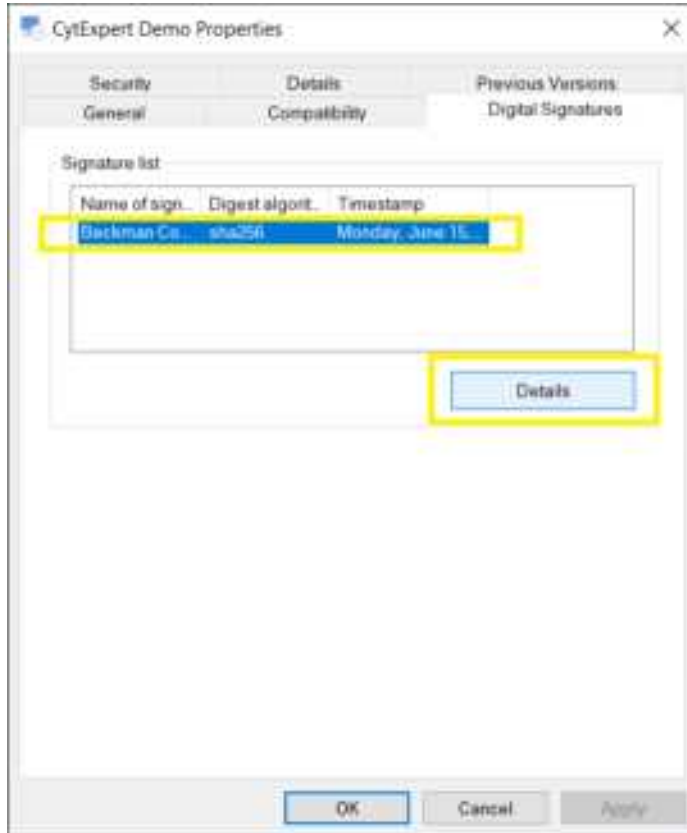 CytExpert Demo Properties
Security Details Previous Versions
General Compatibility Digital Signatures
Signature list
Name of sign... Digest algorit... Timestamp
Beckman Co... sha256 Monday, June 15...
Details
OK Cancel Apply